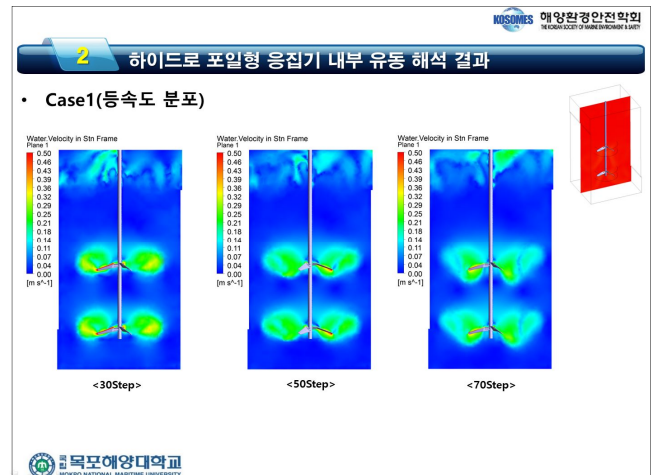 KOSOMES 해양환경안전학회
THE KOREAN SOCIETY OF MARINE ENVIRONMENT & SAFETY
2 하이드로 포일형 응집기 내부 유동 해석 결과
• Case1(등속도 분포)
Water.Velocity in Stn Frame
Plane 1
0.50
0.46
0.43
0.39
0.36
0.32
0.29
0.25
0.21
0.18
0.14
0.11
0.07
0.04
0.00
[m s^-1]
<30Step>
Water.Velocity in Stn Frame
Plane 1
0.50
0.46
0.43
0.39
0.36
0.32
0.29
0.25
0.21
0.18
0.14
0.11
0.07
0.04
0.00
[m s^-1]
<50Step>
Water.Velocity in Stn Frame
Plane 1
0.50
0.46
0.43
0.39
0.36
0.32
0.29
0.25
0.21
0.18
0.14
0.11
0.07
0.04
0.00
[m s^-1]
<70Step>
국립 목포해양대학교
MOKPO NATIONAL MARITIME UNIVERSITY